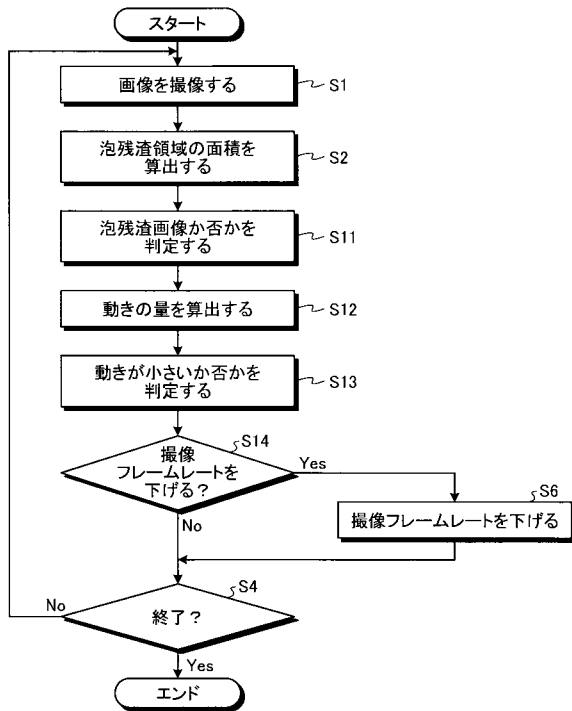 スタート
画像を撮像する
S1
泡残渣領域の面積を
算出する
S2
泡残渣画像か否かを
判定する
S11
動きの量を算出する
S12
動きが小さいか否かを
判定する
S13
S14
撮像
フレームレートを
下げる？
Yes
No
S6
撮像フレームレートを下げる
S4
終了？
No
Yes
エンド